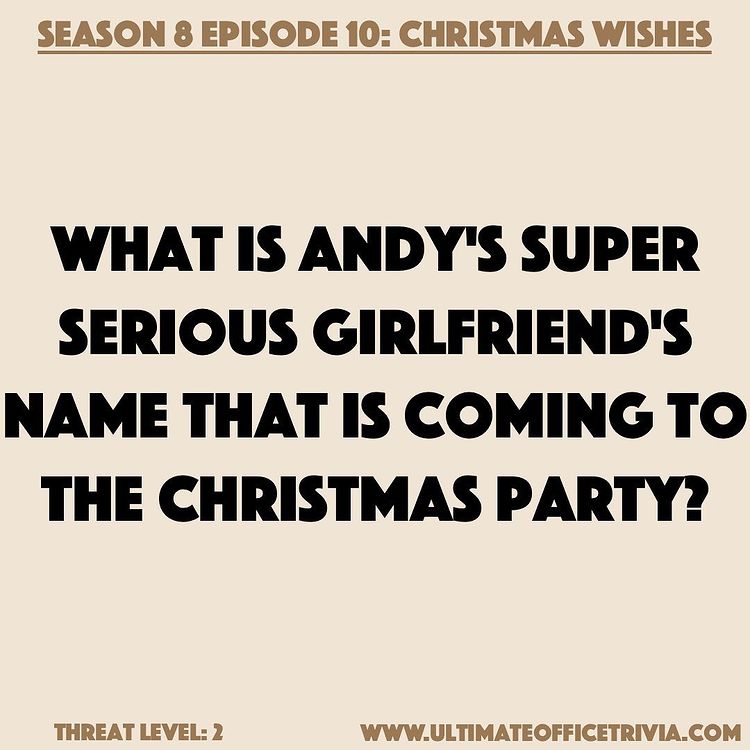 SEASON 8 EPISODE 10: CHRISTMAS WISHES
WHAT IS ANDY'S SUPER
SERIOUS GIRLFRIEND'S
NAME THAT IS COMING TO
THE CHRISTMAS PARTY?
THREAT LEVEL: 2
WWW.ULTIMATEOFFICETRIVIA.COM